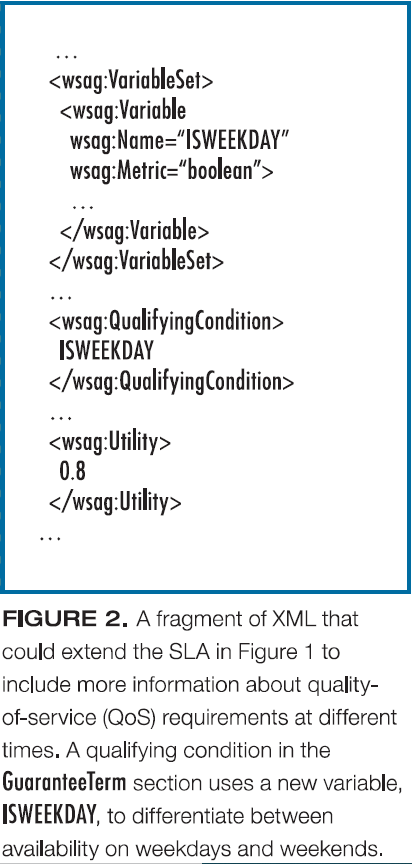 ...
<wsag:VariableSet>
<wsag:Variable
wsag:Name=“ISWEEKDAY”
wsag:Metric=“boolean”>
...
</wsag:Variable>
</wsag:VariableSet>
...
<wsag:QualifyingCondition>
ISWEEKDAY
</wsag:QualifyingCondition>
...
<wsag:Utility>
0.8
</wsag:Utility>
...
FIGURE 2. A fragment of XML that
could extend the SLA in Figure 1 to
include more information about quality-
of-service (QoS) requirements at different
times. A qualifying condition in the
GuaranteeTerm section uses a new variable,
ISWEEKDAY, to differentiate between
availability on weekdays and weekends.